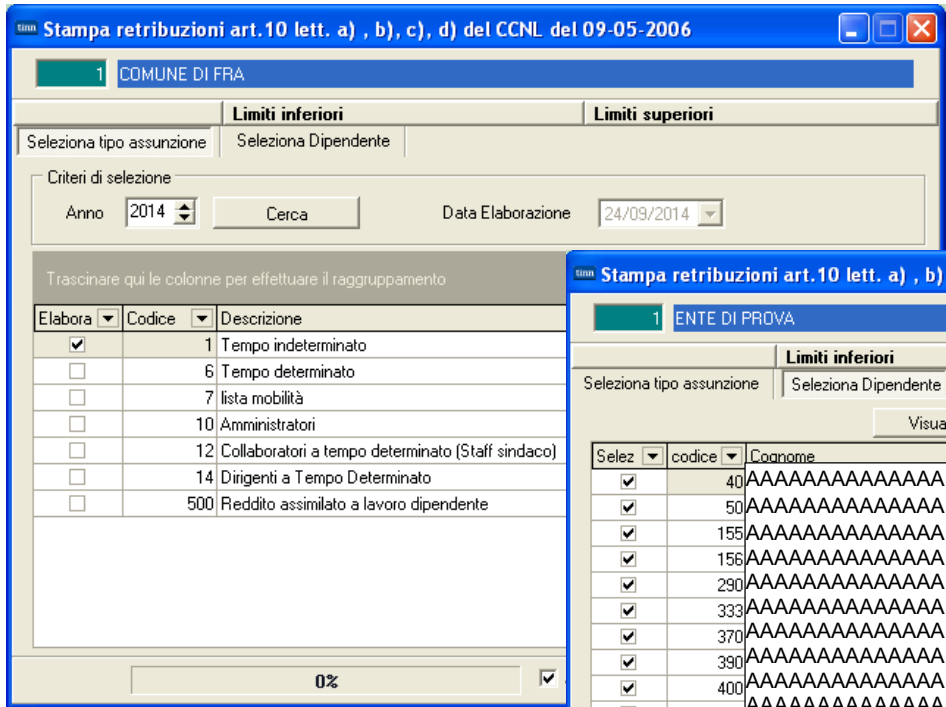 tinn Stampa retribuzioni art.10 lett. a) , b), c), d) del CCNL del 09-05-2006
1 COMUNE DI FRA
Limiti inferiori Limiti superiori
Seleziona tipo assunzione Seleziona Dipendente
Criteri di selezione
Anno 2014 Cerca Data Elaborazione 24/09/2014
Trascinare qui le colonne per effettuare il raggruppamento
Elabora Codice Descrizione
1 Tempo indeterminato
6 Tempo determinato
7 lista mobilità
10 Amministratori
12 Collaboratori a tempo determinato (Staff sindaco)
14 Dirigenti a Tempo Determinato
500 Reddito assimilato a lavoro dipendente
0%
tinn Stampa retribuzioni art.10 lett. a) , b)
1 ENTE DI PROVA
Limiti inferiori
Seleziona tipo assunzione Seleziona Dipendente
Visua
Selez codice Cognome
40 AAAAAAAAAAAAAA
50 AAAAAAAAAAAAAA
155 AAAAAAAAAAAAAA
156 AAAAAAAAAAAAAA
290 AAAAAAAAAAAAAA
333 AAAAAAAAAAAAAA
370 AAAAAAAAAAAAAA
390 AAAAAAAAAAAAAA
400 AAAAAAAAAAAAAA
AAAAAAAAAAAAAA